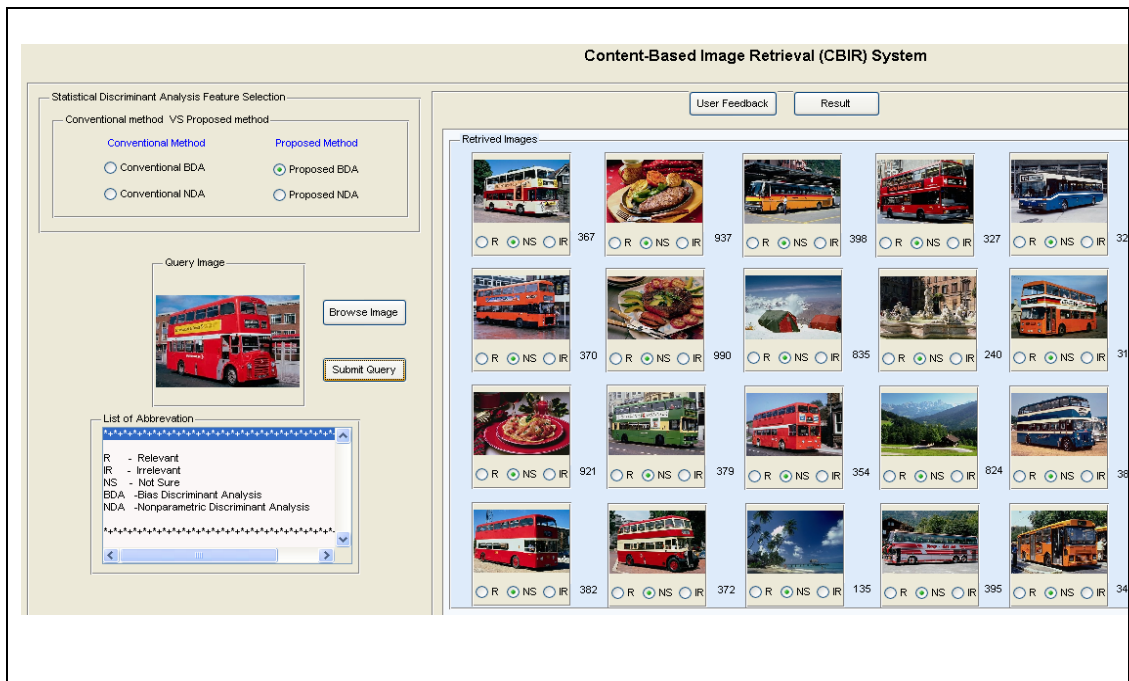 Content-Based Image Retrieval (CBIR) System
Statistical Discriminant Analysis Feature Selection
Conventional method VS Proposed method
Conventional Method Proposed Method
Conventional BDA Proposed BDA
Conventional NDA Proposed NDA
Query Image
Browse Image
Submit Query
List of Abbrevation
*+*+*+*+*+*+*+*+*+*+*+*+*+*+*+*+*+*+*+*+*+*+*+*-
R - Relevant
IR - Irrelevant
NS - Not Sure
BDA -Bias Discriminant Analysis
NDA -Nonparametric Discriminant Analysis
*+*+*+*+*+*+*+*+*+*+*+*+*+*+*+*+*+*+*+*+*+*+*+*-
User Feedback Result
Retrived Images
R NS IR 367 R NS IR 937 R NS IR 398 R NS IR 327 R NS IR 32
R NS IR 370 R NS IR 990 R NS IR 835 R NS IR 240 R NS IR 31
R NS IR 921 R NS IR 379 R NS IR 354 R NS IR 824 R NS IR 38
R NS IR 382 R NS IR 372 R NS IR 135 R NS IR 395 R NS IR 34